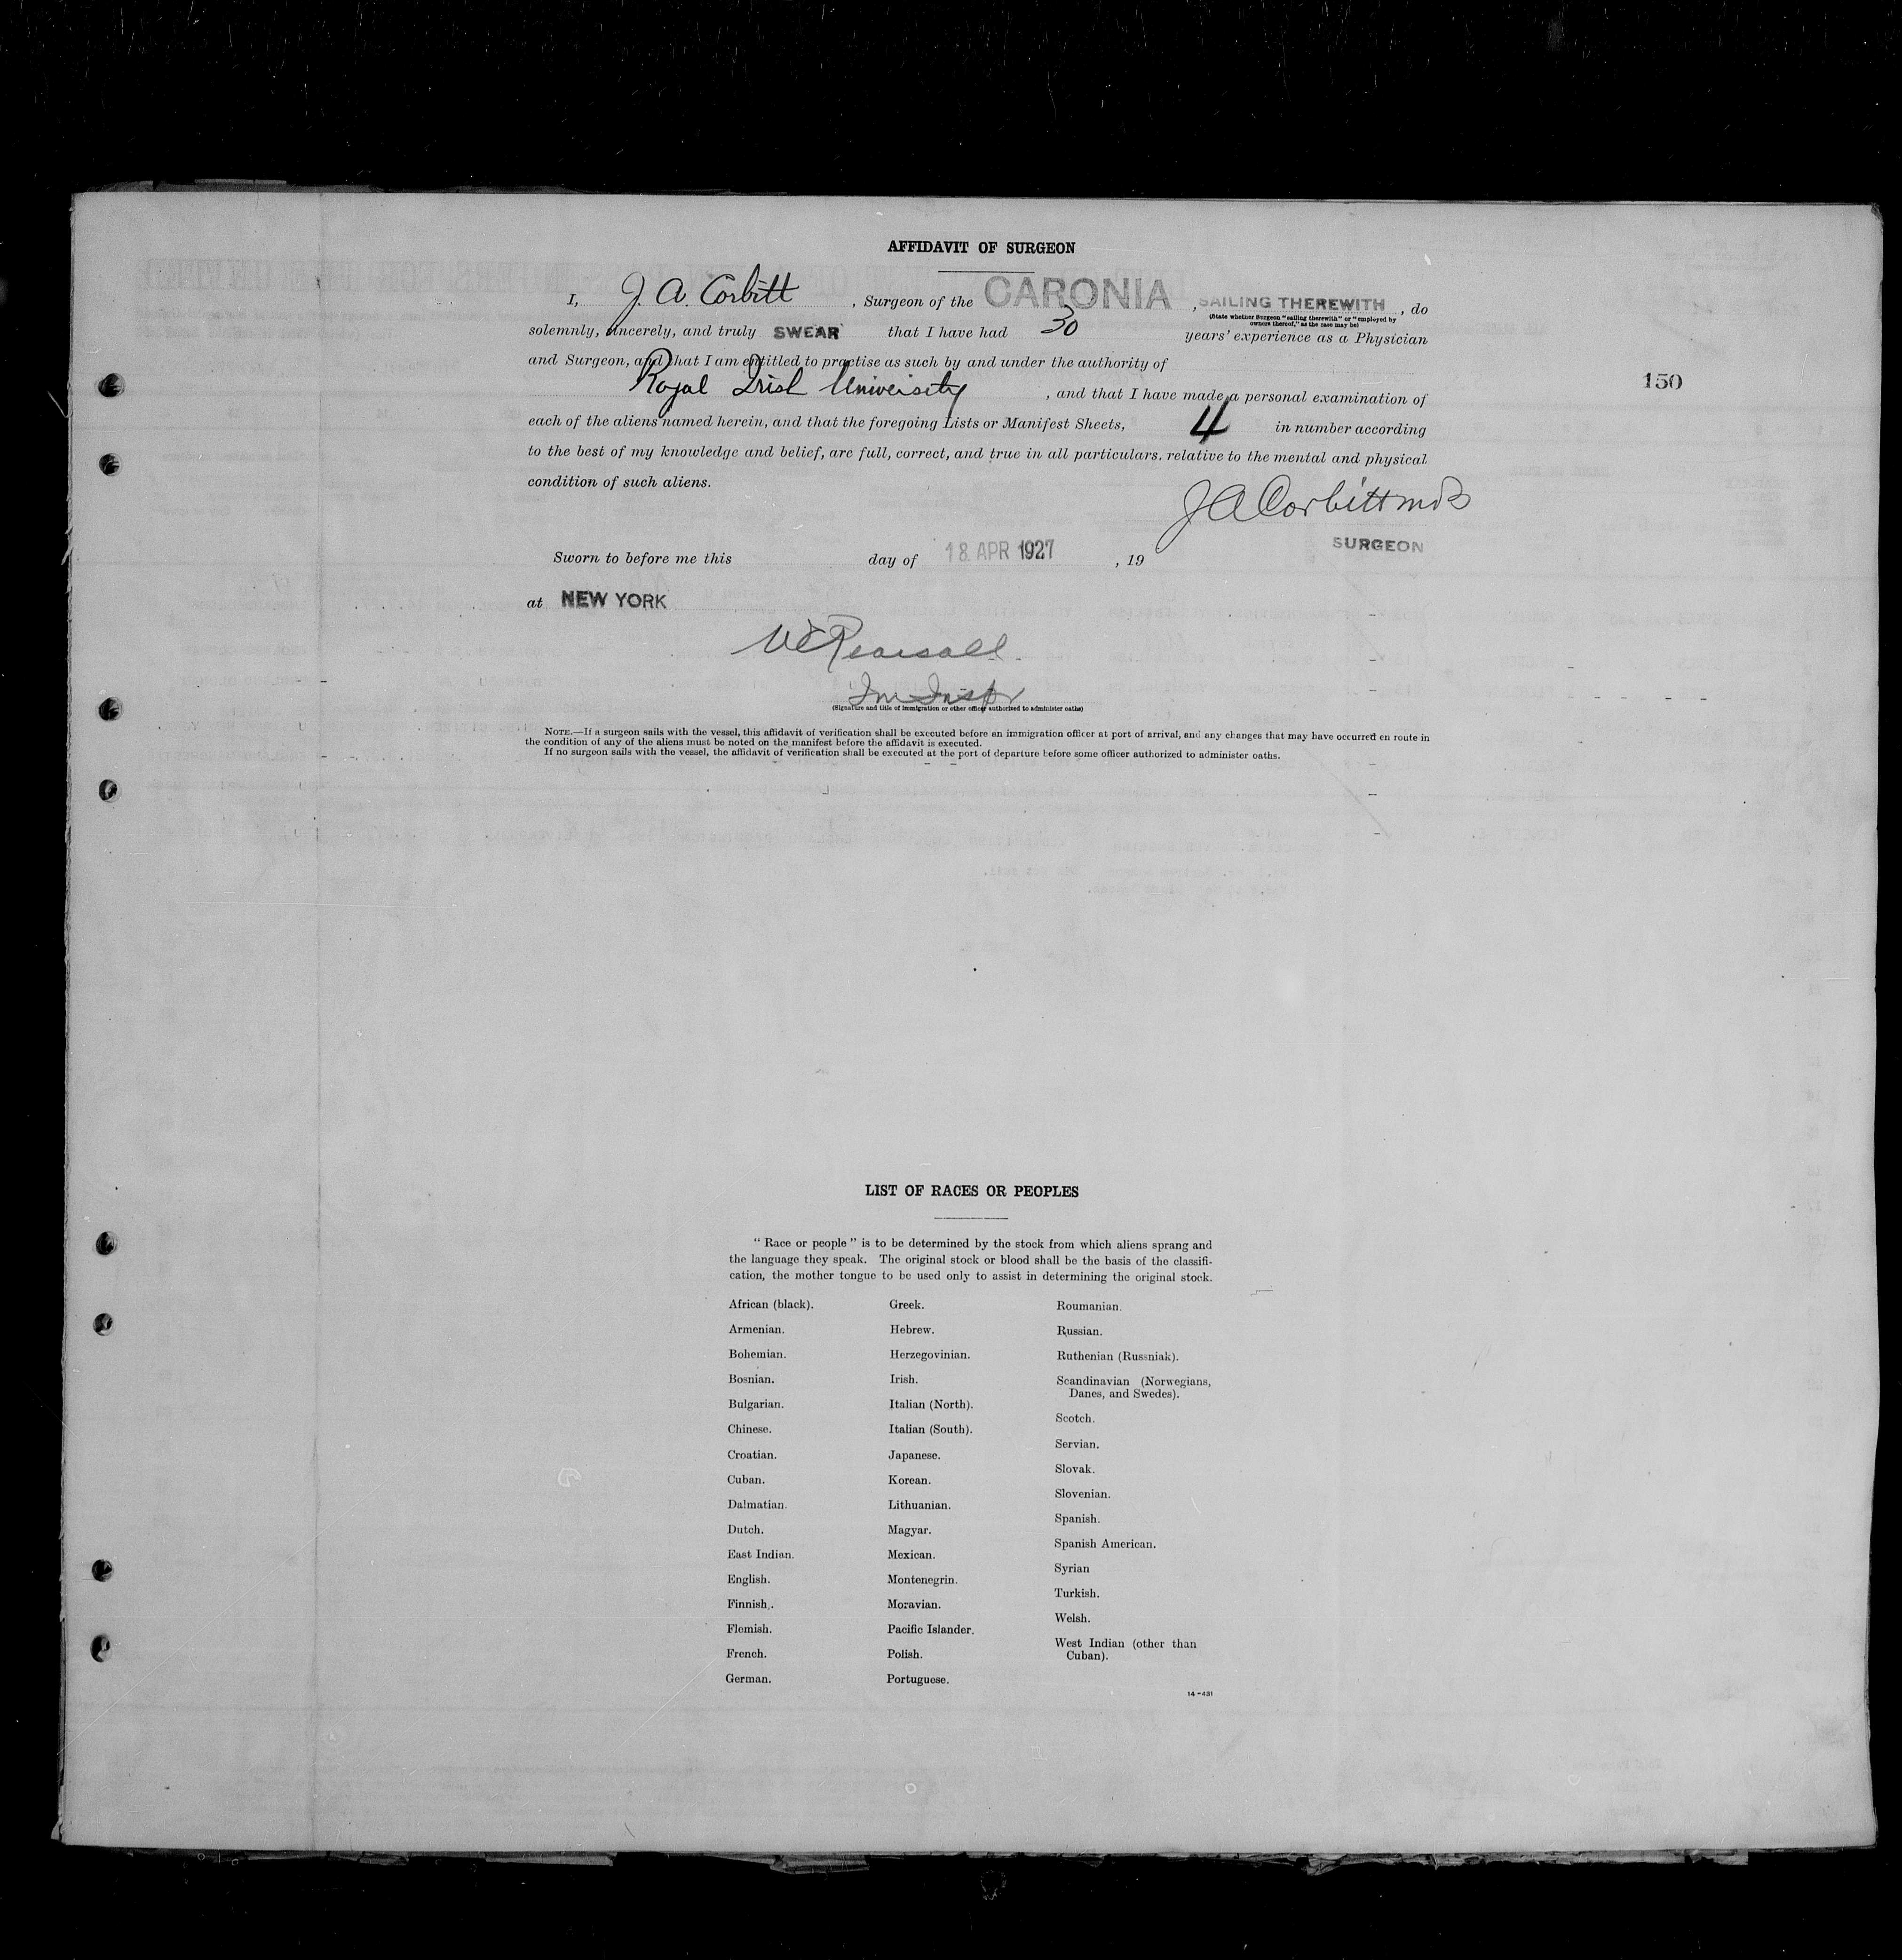 AFFIDAVIT OF SURGEON
I, J. A. Corbitt, Surgeon of the CARONIA, SAILING THEREWITH, do
(State whether Surgeon "sailing therewith" or "employed by
owners thereof," as the case may be)
solemnly, sincerely, and truly SWEAR that I have had 30 years' experience as a Physician
and Surgeon, and that I am entitled to practise as such by and under the authority of
150
Royal Irish University, and that I have made a personal examination of
each of the aliens named herein, and that the foregoing Lists or Manifest Sheets, 4 in number according
to the best of my knowledge and belief, are full, correct, and true in all particulars, relative to the mental and physical
condition of such aliens.
J A Corbitt
SURGEON
Sworn to before me this day of 18 APR 1927, 19
at NEW YORK
Pearsall
Im Inspr
(Signature and title of immigration or other officer authorized to administer oaths)
NOTE.—If a surgeon sails with the vessel, this affidavit of verification shall be executed before an immigration officer at port of arrival, and any changes that may have occurred en route in
the condition of any of the aliens must be noted on the manifest before the affidavit is executed.
If no surgeon sails with the vessel, the affidavit of verification shall be executed at the port of departure before some officer authorized to administer oaths.
LIST OF RACES OR PEOPLES
"Race or people" is to be determined by the stock from which aliens sprang and
the language they speak. The original stock or blood shall be the basis of the classifi-
cation, the mother tongue to be used only to assist in determining the original stock.
African (black).
Armenian.
Bohemian.
Bosnian.
Bulgarian.
Chinese.
Croatian.
Cuban.
Dalmatian.
Dutch.
East Indian.
English.
Finnish.
Flemish.
French.
German.
Greek.
Hebrew.
Herzegovinian.
Irish.
Italian (North).
Italian (South).
Japanese.
Korean.
Lithuanian.
Magyar.
Mexican.
Montenegrin.
Moravian.
Pacific Islander.
Polish.
Portuguese.
Roumanian.
Russian.
Ruthenian (Russniak).
Scandinavian (Norwegians,
Danes, and Swedes).
Scotch.
Servian.
Slovak.
Slovenian.
Spanish.
Spanish American.
Syrian
Turkish.
Welsh.
West Indian (other than
Cuban).
14-431